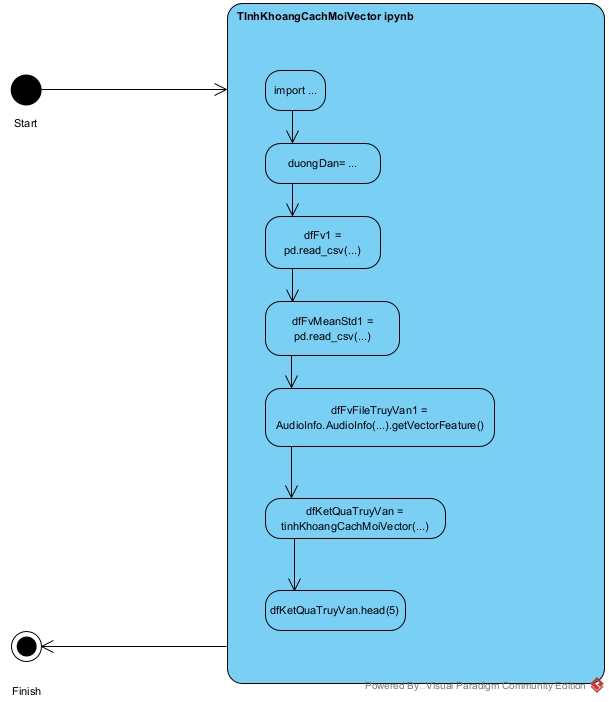 TInhKhoangCachMoiVector ipynb
import ...
Start
duongDan= ...
dfFv1 =
pd.read_csv(...)
dfFvMeanStd1 =
pd.read_csv(...)
dfFvFileTruyVan1 =
AudioInfo.AudioInfo(...).getVectorFeature()
dfKetQuaTruyVan =
tinhKhoangCachMoiVector(...)
dfKetQuaTruyVan.head(5)
Finish
Powered By Visual Paradigm Community Edition